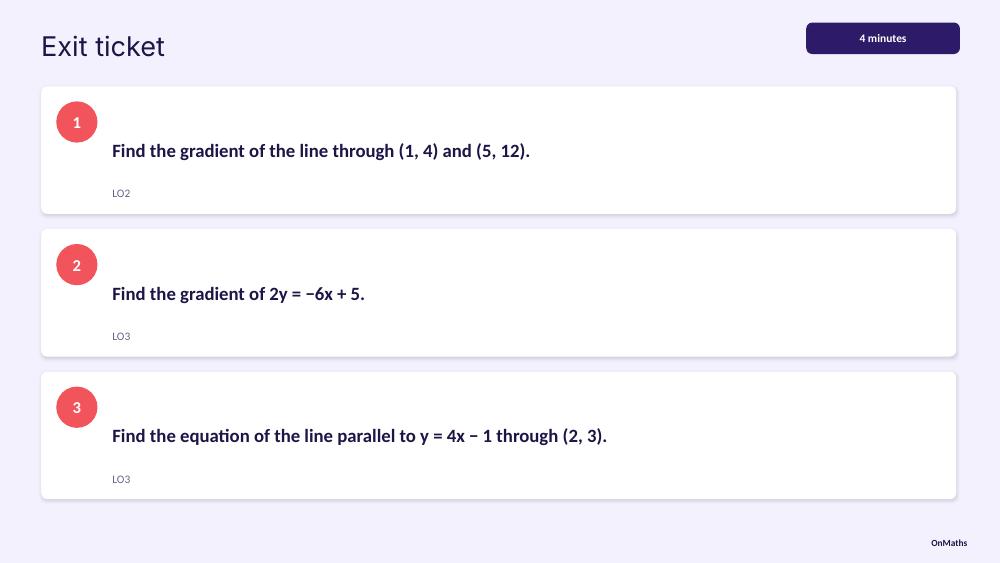 Exit ticket
4 minutes
1
Find the gradient of the line through (1, 4) and (5, 12).
LO2
2
Find the gradient of 2y = −6x + 5.
LO3
3
Find the equation of the line parallel to y = 4x − 1 through (2, 3).
LO3
OnMaths